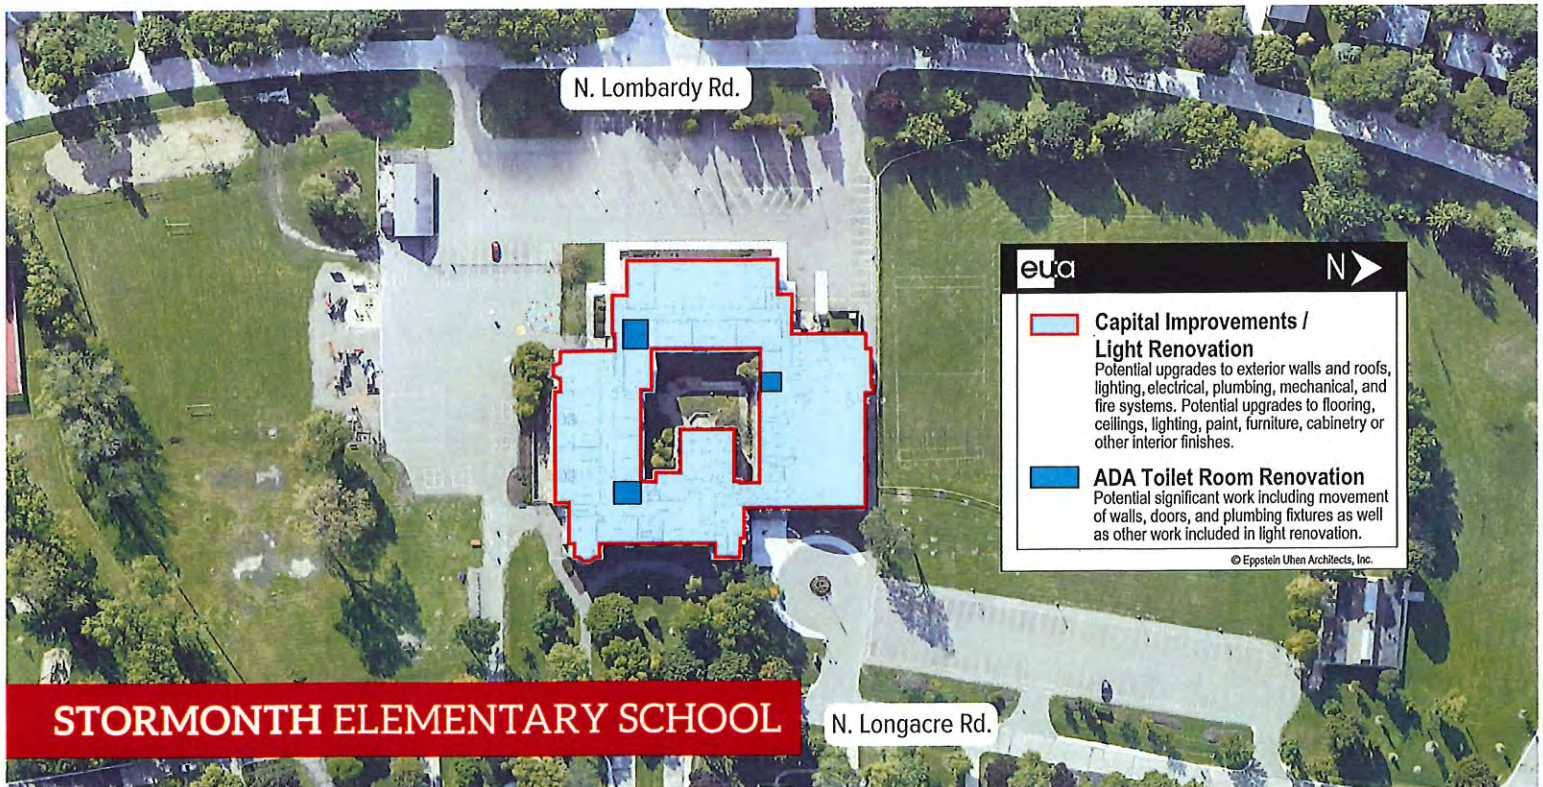 N. Lombardy Rd.
eu:a
N
Capital Improvements /
Light Renovation
Potential upgrades to exterior walls and roofs,
lighting, electrical, plumbing, mechanical, and
fire systems. Potential upgrades to flooring,
ceilings, lighting, paint, furniture, cabinetry or
other interior finishes.
ADA Toilet Room Renovation
Potential significant work including movement
of walls, doors, and plumbing fixtures as well
as other work included in light renovation.
© Eppstein Uhen Architects, Inc.
STORMONTH ELEMENTARY SCHOOL
N. Longacre Rd.